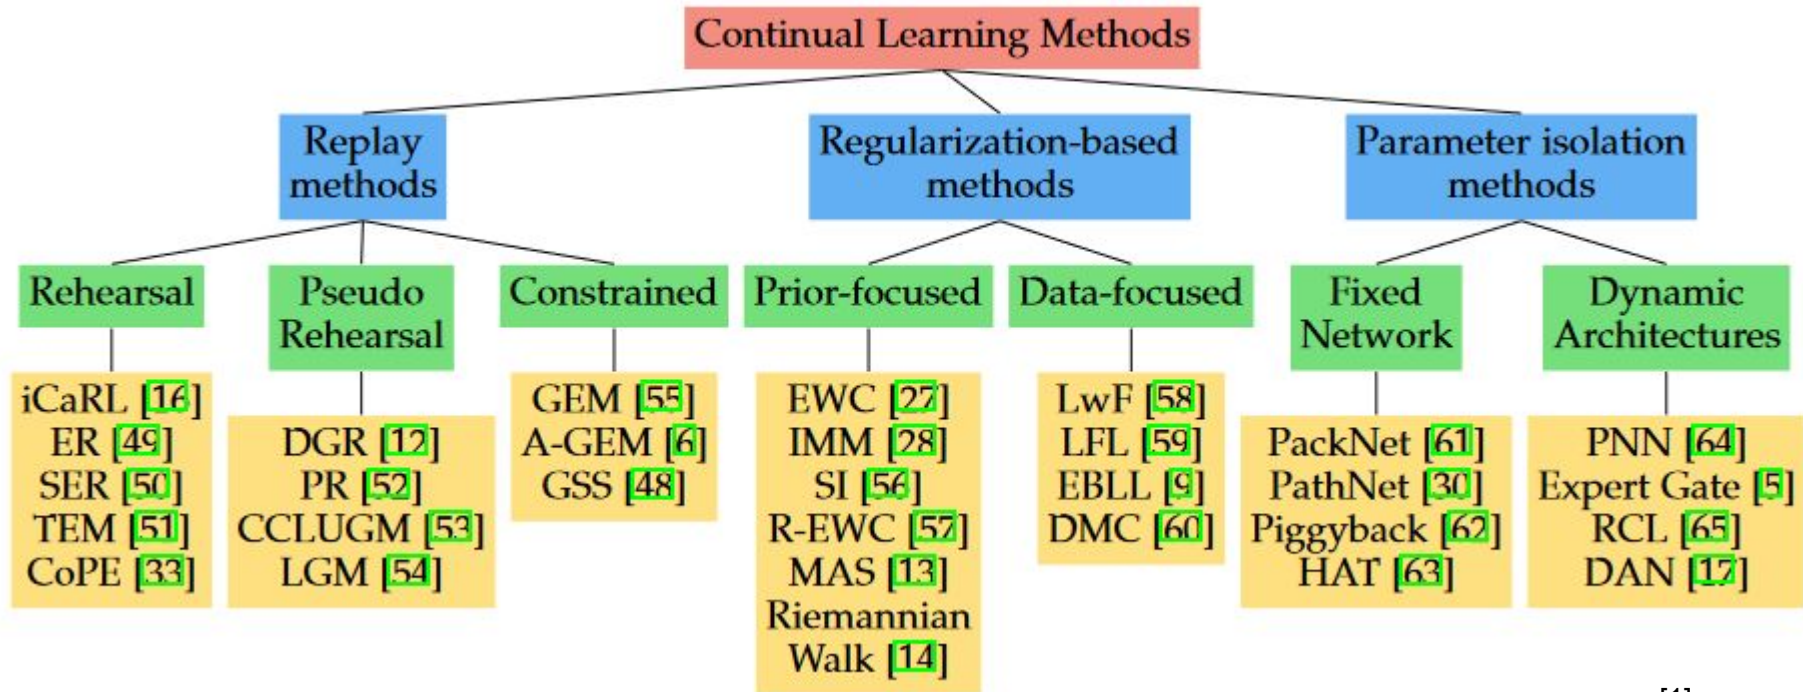 Continual Learning Methods
Replay
methods
Regularization-based
methods
Parameter isolation
methods
Rehearsal
Pseudo
Rehearsal
Constrained
Prior-focused
Data-focused
Fixed
Network
Dynamic
Architectures
iCaRL [16]
ER [49]
SER [50]
TEM [51]
CoPE [33]
DGR [12]
PR [52]
CCLUGM [53]
LGM [54]
GEM [55]
A-GEM [6]
GSS [48]
EWC [27]
IMM [28]
SI [56]
R-EWC [57]
MAS [13]
Riemannian
Walk [14]
LwF [58]
LFL [59]
EBLL [9]
DMC [60]
PackNet [61]
PathNet [30]
Piggyback [62]
HAT [63]
PNN [64]
Expert Gate [5]
RCL [65]
DAN [17]